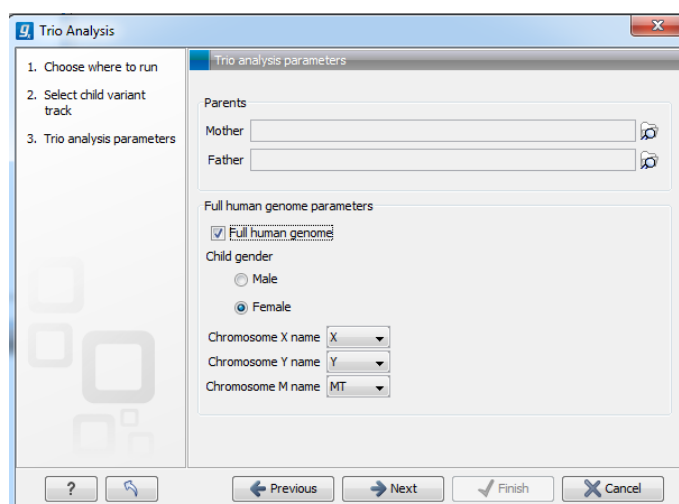 Trio Analysis
1. Choose where to run
2. Select child variant
track
3. Trio analysis parameters
Trio analysis parameters
Parents
Mother
Father
Full human genome parameters
Full human genome
Child gender
Male
Female
Chromosome X name X
Chromosome Y name Y
Chromosome M name MT
? Previous Next Finish Cancel